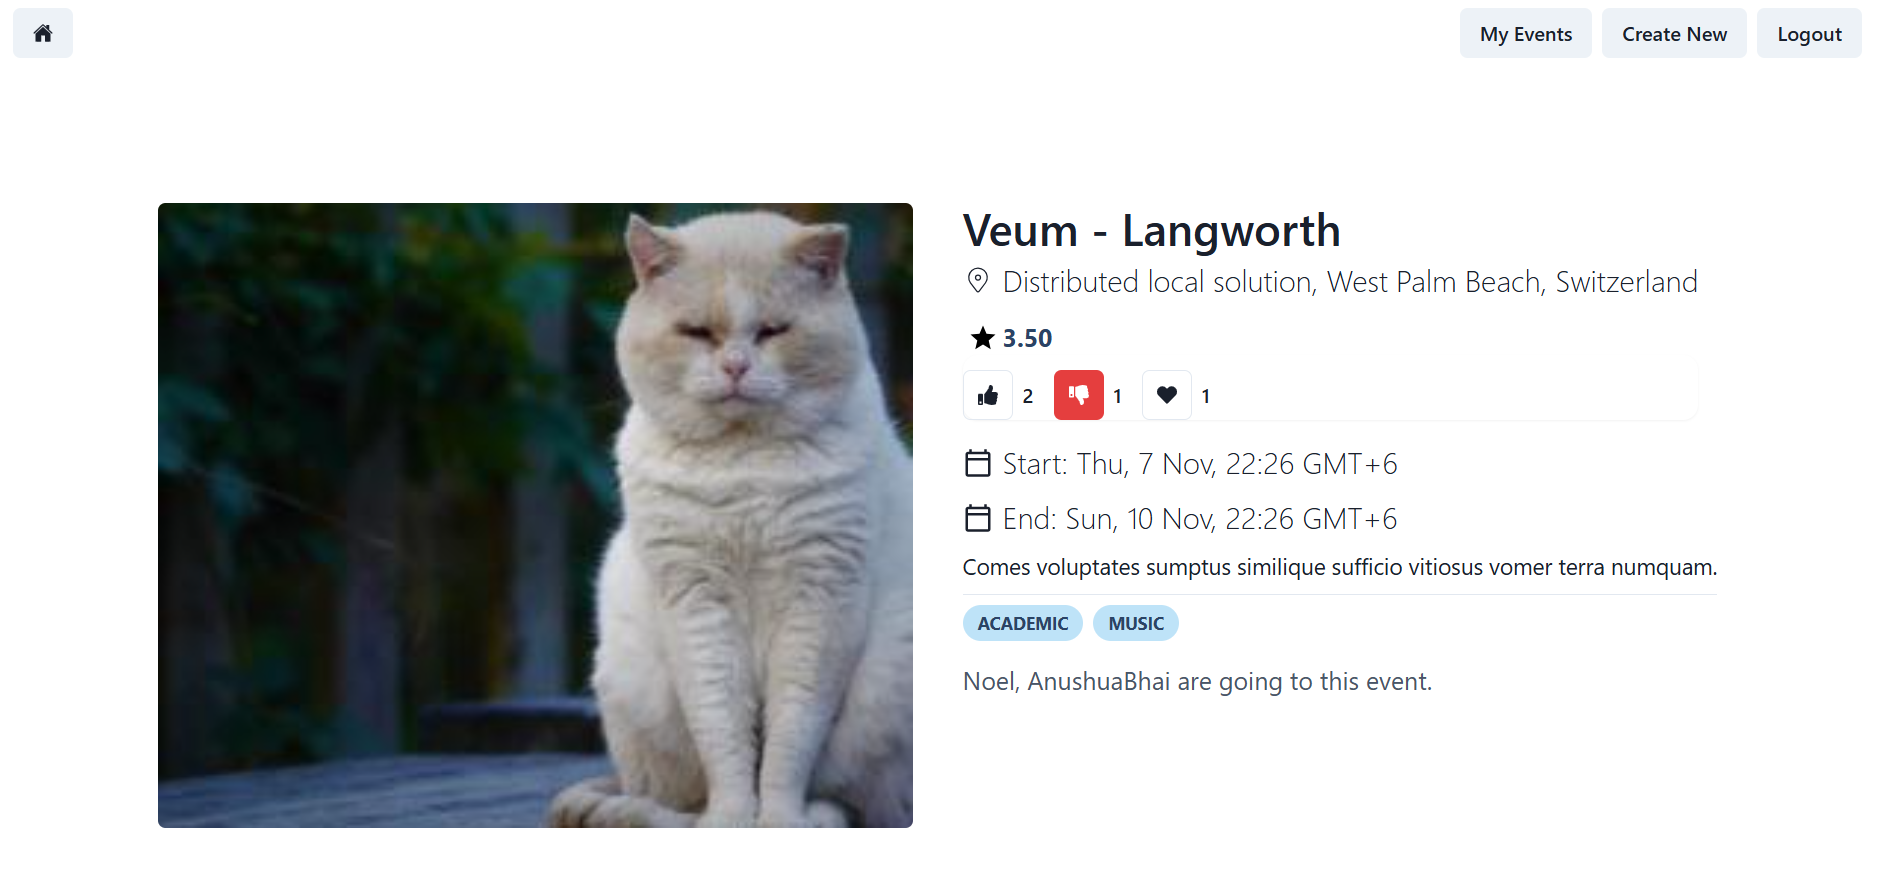 My Events
Create New
Logout
Veum - Langworth
Distributed local solution, West Palm Beach, Switzerland
3.50
2 1 1
Start: Thu, 7 Nov, 22:26 GMT+6
End: Sun, 10 Nov, 22:26 GMT+6
Comes voluptates sumptus similique sufficio vitiosus vomer terra numquam.
ACADEMIC MUSIC
Noel, AnushuaBhai are going to this event.